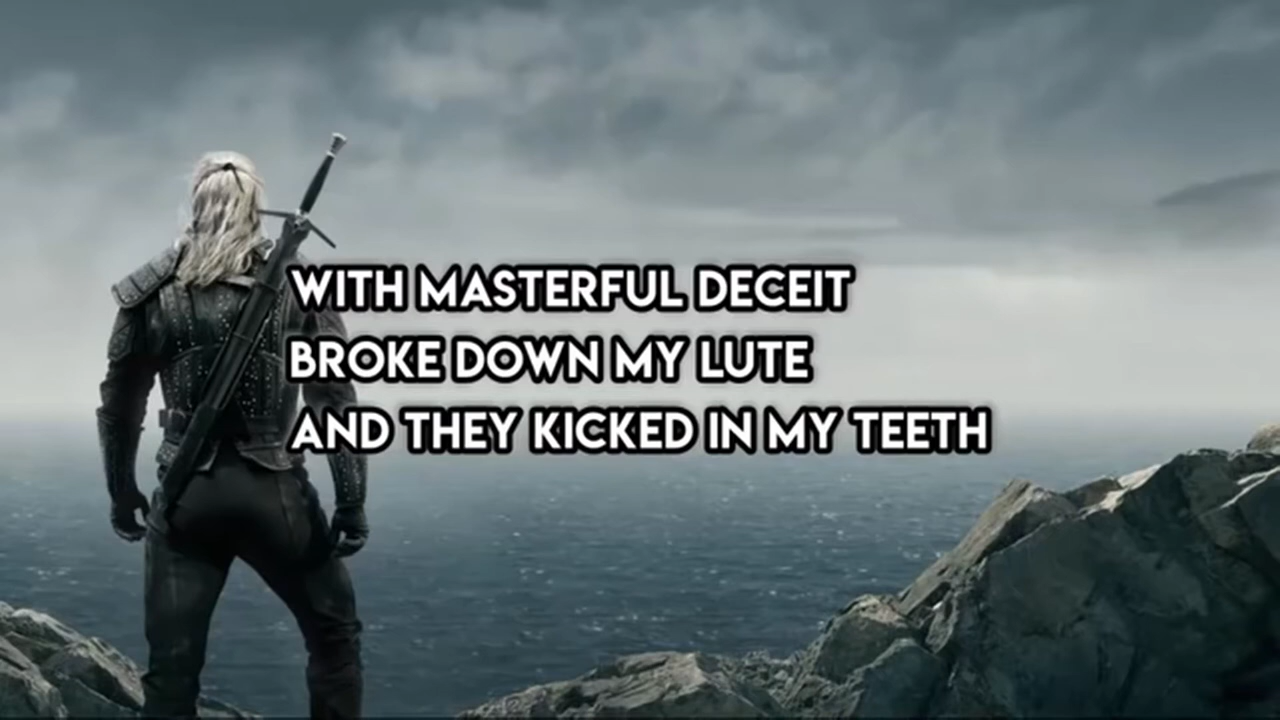 WITH MASTERFUL DECEIT
BROKE DOWN MY LUTE
AND THEY KICKED IN MY TEETH